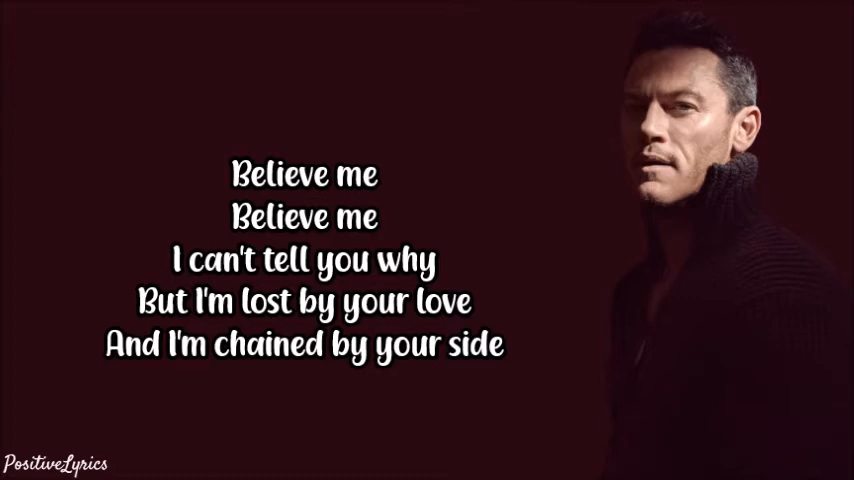 Believe me
Believe me
I can't tell you why
But I'm lost by your love
And I'm chained by your side
PositiveLyrics